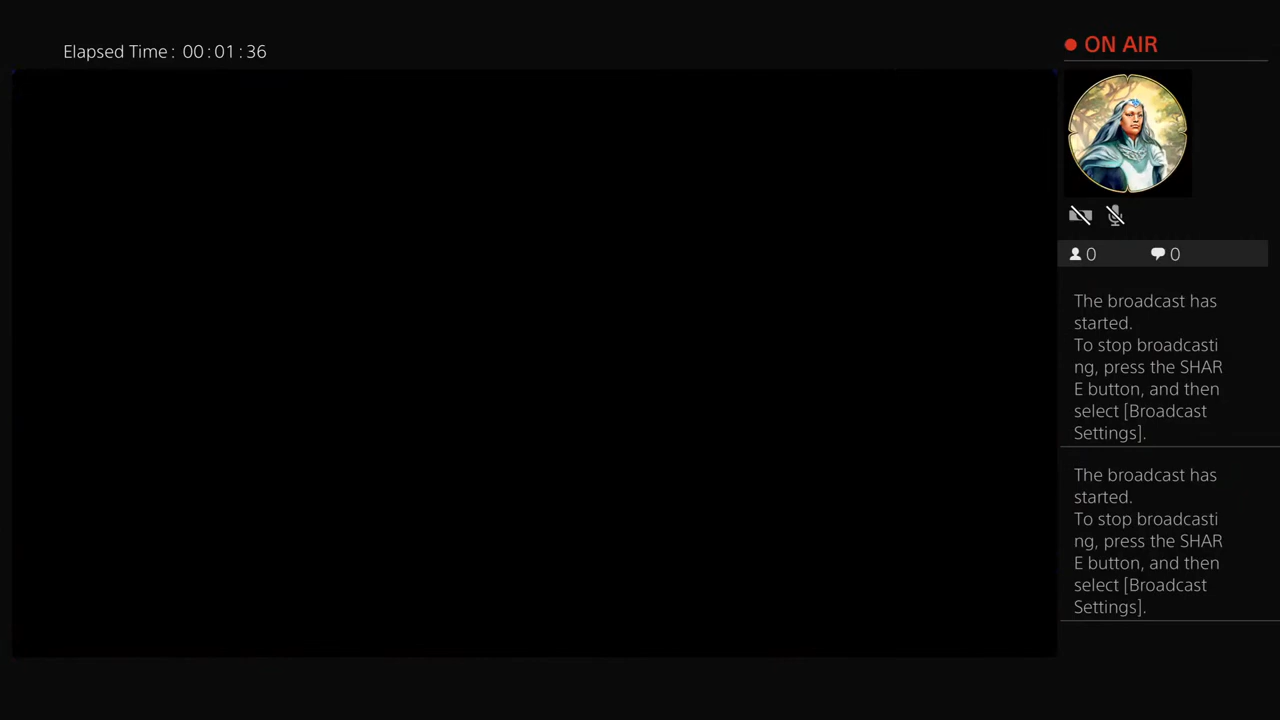 Elapsed Time: 00:01:36
ON AIR
0 0
The broadcast has
started.
To stop broadcasti
ng, press the SHAR
E button, and then
select [Broadcast
Settings].
The broadcast has
started.
To stop broadcasti
ng, press the SHAR
E button, and then
select [Broadcast
Settings].